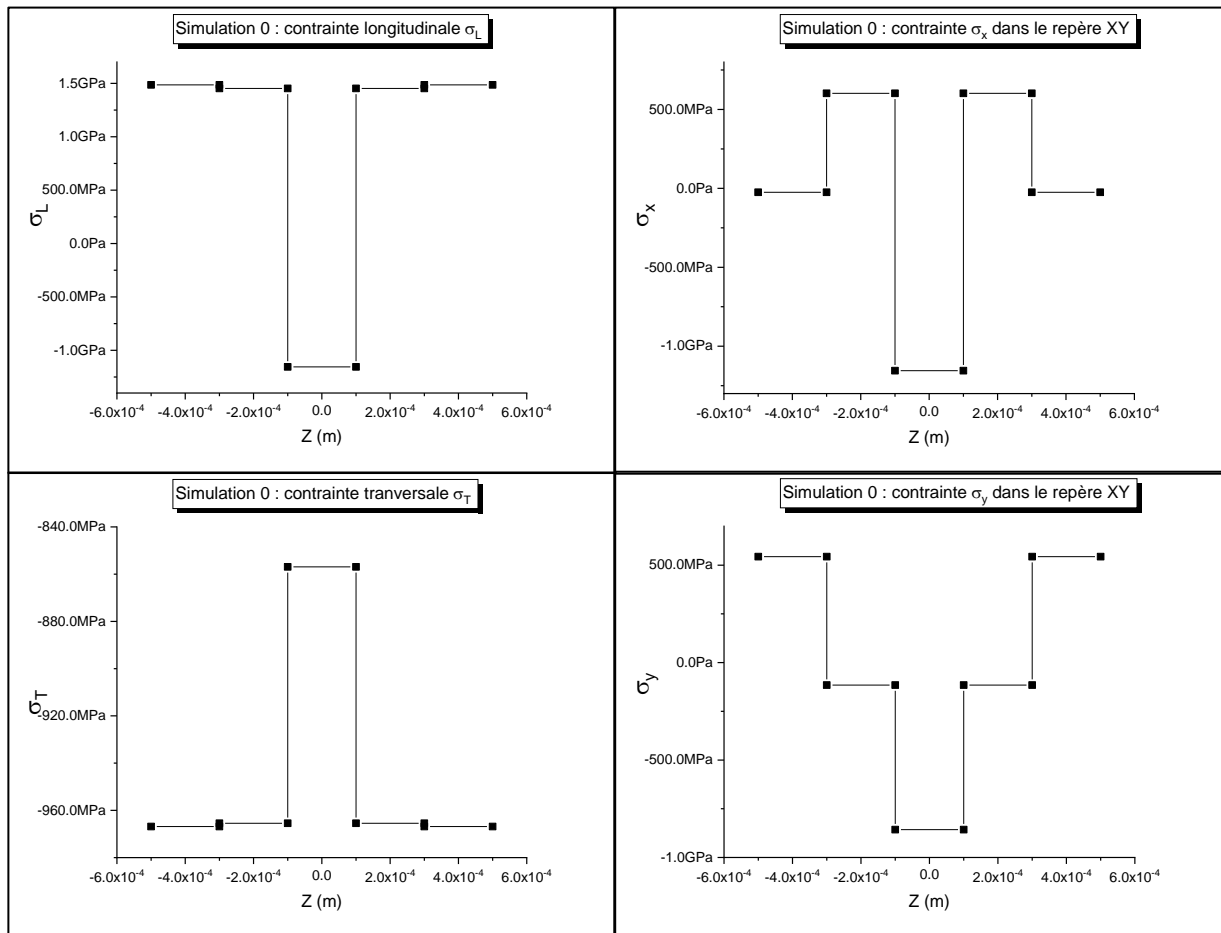 Simulation 0 : contrainte longitudinale σL
1.5GPa
1.0GPa
500.0MPa
0.0Pa
-500.0MPa
-1.0GPa
σL
-6.0x10-4 -4.0x10-4 -2.0x10-4 0.0 2.0x10-4 4.0x10-4 6.0x10-4
Z (m)
Simulation 0 : contrainte σx dans le repère XY
500.0MPa
0.0Pa
-500.0MPa
-1.0GPa
σx
-6.0x10-4 -4.0x10-4 -2.0x10-4 0.0 2.0x10-4 4.0x10-4 6.0x10-4
Z (m)
Simulation 0 : contrainte tranversale σT
-840.0MPa
-880.0MPa
-920.0MPa
-960.0MPa
σT
-6.0x10-4 -4.0x10-4 -2.0x10-4 0.0 2.0x10-4 4.0x10-4 6.0x10-4
Z (m)
Simulation 0 : contrainte σy dans le repère XY
500.0MPa
0.0Pa
-500.0MPa
-1.0GPa
σy
-6.0x10-4 -4.0x10-4 -2.0x10-4 0.0 2.0x10-4 4.0x10-4 6.0x10-4
Z (m)